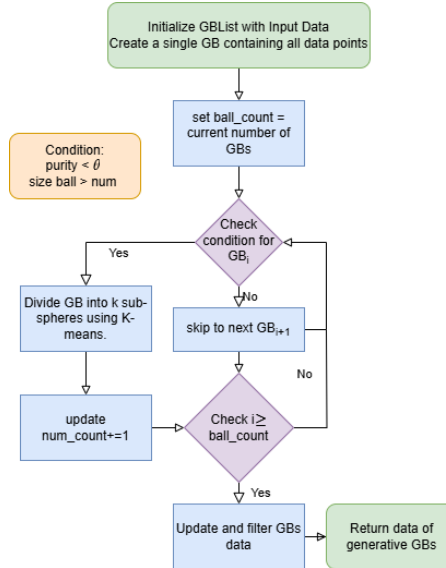 Initialize GBList with Input Data
Create a single GB containing all data points
set ball_count =
current number of
GBs
Condition:
purity < θ
size ball > num
Check
condition for
GBi
Yes
No
Divide GB into k sub-
spheres using K-
means.
skip to next GBi+1
No
update
num_count+=1
Check i≥
ball_count
Yes
Update and filter GBs
data
Return data of
generative GBs